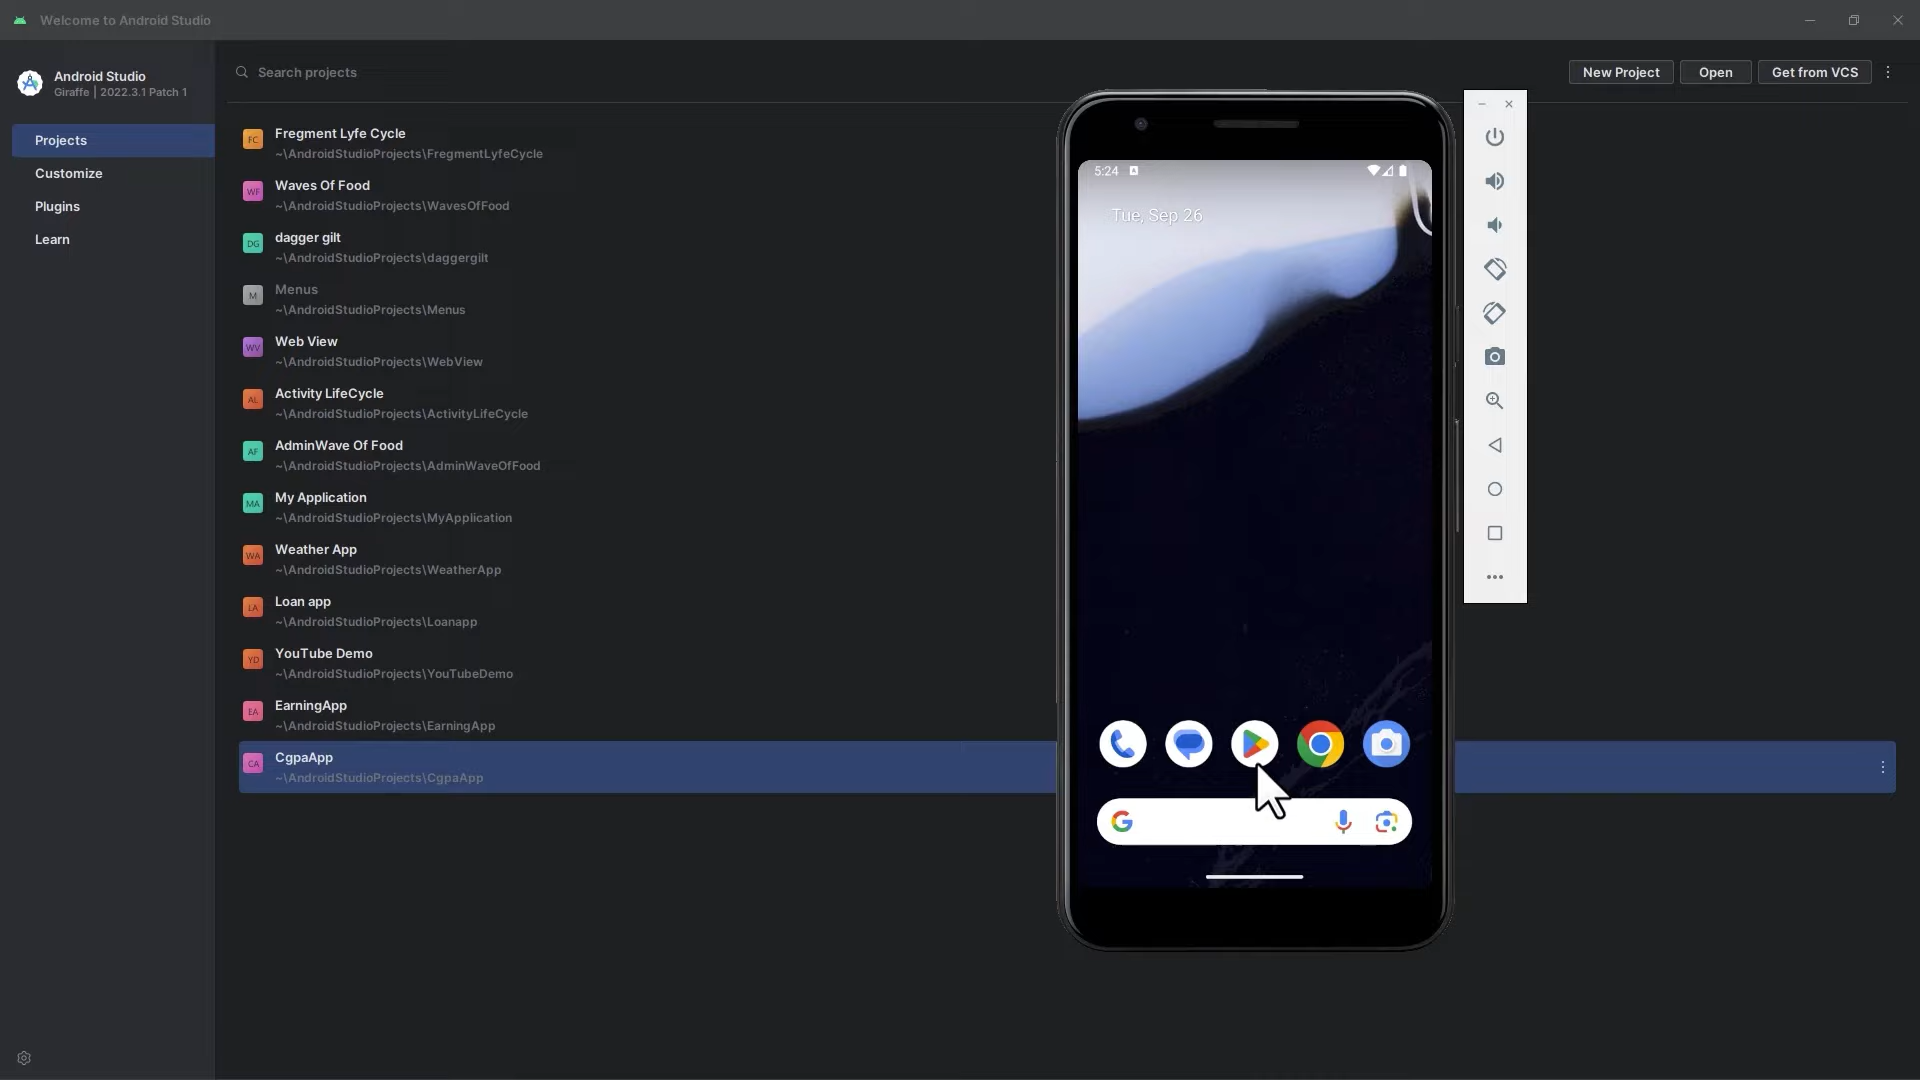 Welcome to Android Studio
Android Studio
Giraffe | 2022.3.1 Patch 1
Search projects
New Project
Open
Get from VCS
Projects
Customize
Plugins
Learn
FC
Fregment Lyfe Cycle
~\AndroidStudioProjects\FregmentLyfeCycle
WF
Waves Of Food
~\AndroidStudioProjects\WavesOfFood
DG
dagger gilt
~\AndroidStudioProjects\daggergilt
M
Menus
~\AndroidStudioProjects\Menus
WV
Web View
~\AndroidStudioProjects\WebView
AL
Activity LifeCycle
~\AndroidStudioProjects\ActivityLifeCycle
AF
AdminWave Of Food
~\AndroidStudioProjects\AdminWaveOfFood
MA
My Application
~\AndroidStudioProjects\MyApplication
WA
Weather App
~\AndroidStudioProjects\WeatherApp
LA
Loan app
~\AndroidStudioProjects\Loanapp
YD
YouTube Demo
~\AndroidStudioProjects\YouTubeDemo
EA
EarningApp
~\AndroidStudioProjects\EarningApp
CA
CgpaApp
~\AndroidStudioProjects\CgpaApp
5:24
Tue, Sep 26